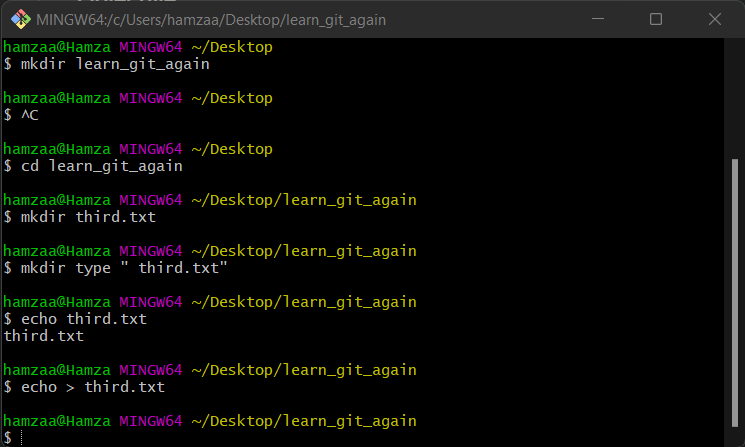 MINGW64:/c/Users/hamzaa/Desktop/learn_git_again
hamzaa@Hamza MINGW64 ~/Desktop
$ mkdir learn_git_again
hamzaa@Hamza MINGW64 ~/Desktop
$ ^C
hamzaa@Hamza MINGW64 ~/Desktop
$ cd learn_git_again
hamzaa@Hamza MINGW64 ~/Desktop/learn_git_again
$ mkdir third.txt
hamzaa@Hamza MINGW64 ~/Desktop/learn_git_again
$ mkdir type " third.txt"
hamzaa@Hamza MINGW64 ~/Desktop/learn_git_again
$ echo third.txt
third.txt
hamzaa@Hamza MINGW64 ~/Desktop/learn_git_again
$ echo > third.txt
hamzaa@Hamza MINGW64 ~/Desktop/learn_git_again
$